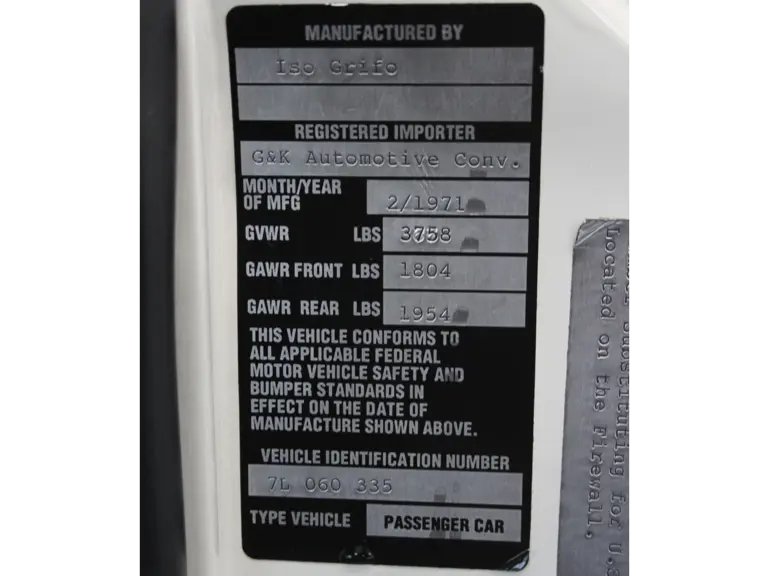 MANUFACTURED BY
Iso Grifo
REGISTERED IMPORTER
G&K Automotive Conv.
MONTH/YEAR
OF MFG 2/1971
GVWR LBS 3758
GAWR FRONT LBS 1804
GAWR REAR LBS 1954
THIS VEHICLE CONFORMS TO
ALL APPLICABLE FEDERAL
MOTOR VEHICLE SAFETY AND
BUMPER STANDARDS IN
EFFECT ON THE DATE OF
MANUFACTURE SHOWN ABOVE.
VEHICLE IDENTIFICATION NUMBER
7L 060 335
TYPE VEHICLE PASSENGER CAR
Substituting for U.S
Located on the Firewall.